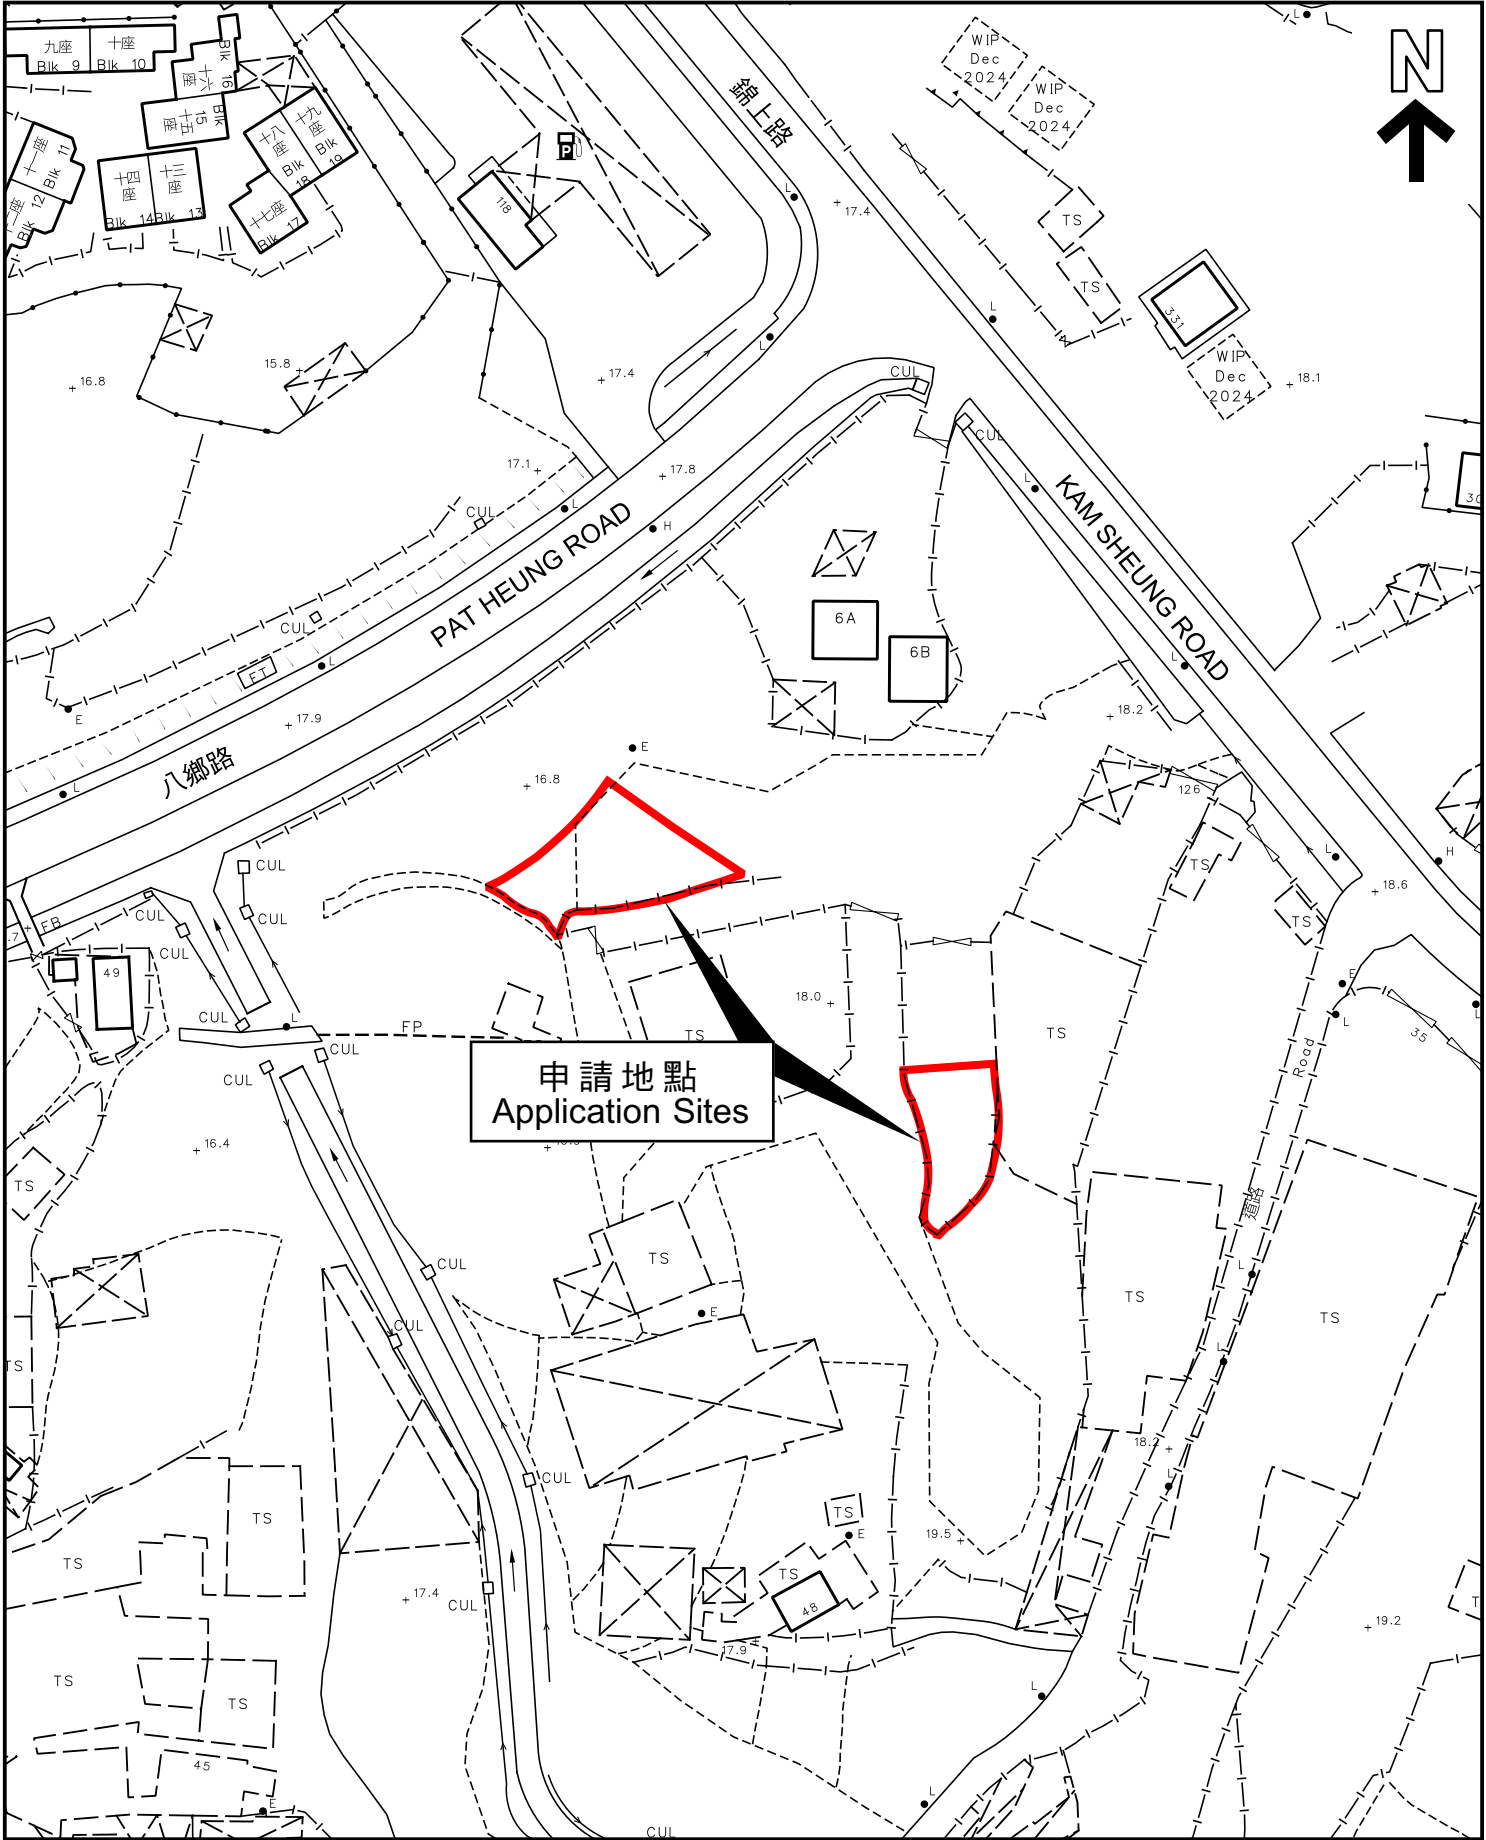 九座
Blk 9
十座
Blk 10
十六座
Blk 16
十五座
Blk 15
十一座
Blk 11
Blk 12
十四座
Blk 14
十三座
Blk 13
十八座
Blk 18
十九座
Blk 19
十七座
Blk 17
118
P
錦上路
L
17.4
WIP
Dec
2024
WIP
Dec
2024
N
TS
TS
331
WIP
Dec
2024
18.1
L
L
L
16.8
15.8
17.4
CUL
CUL
17.1
17.8
CUL
L
H
L
KAM SHEUNG ROAD
PAT HEUNG ROAD
6A
6B
CUL
FT
L
E
17.9
八鄉路
L
L
18.2
E
16.8
126
TS
L
H
18.6
TS
CUL
CUL
CUL
CUL
CUL
FB
49
L
FP
CUL
CUL
18.0
TS
TS
E
L
L
35
Road
道路
申請地點
Application Sites
16.4
TS
TS
CUL
CUL
E
TS
TS
L
L
TS
CUL
TS
TS
18.2
L
TS
E
19.5
TS
48
17.4
CUL
17.9
19.2
TS
TS
45
E
L
L
CUL